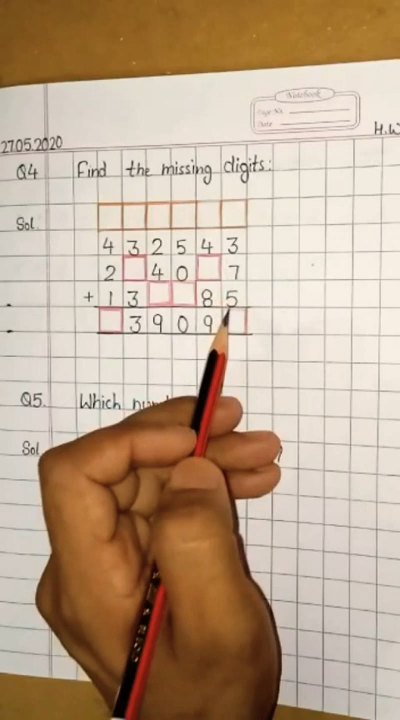 Notebook
Page No.
Date
27.05.2020
H.W
Q4 Find the missing digits:
Sol.
4 3 2 5 4 3
2 4 0 7
+ 1 3 8 5
3 9 0 9
Q5. Which
Sol